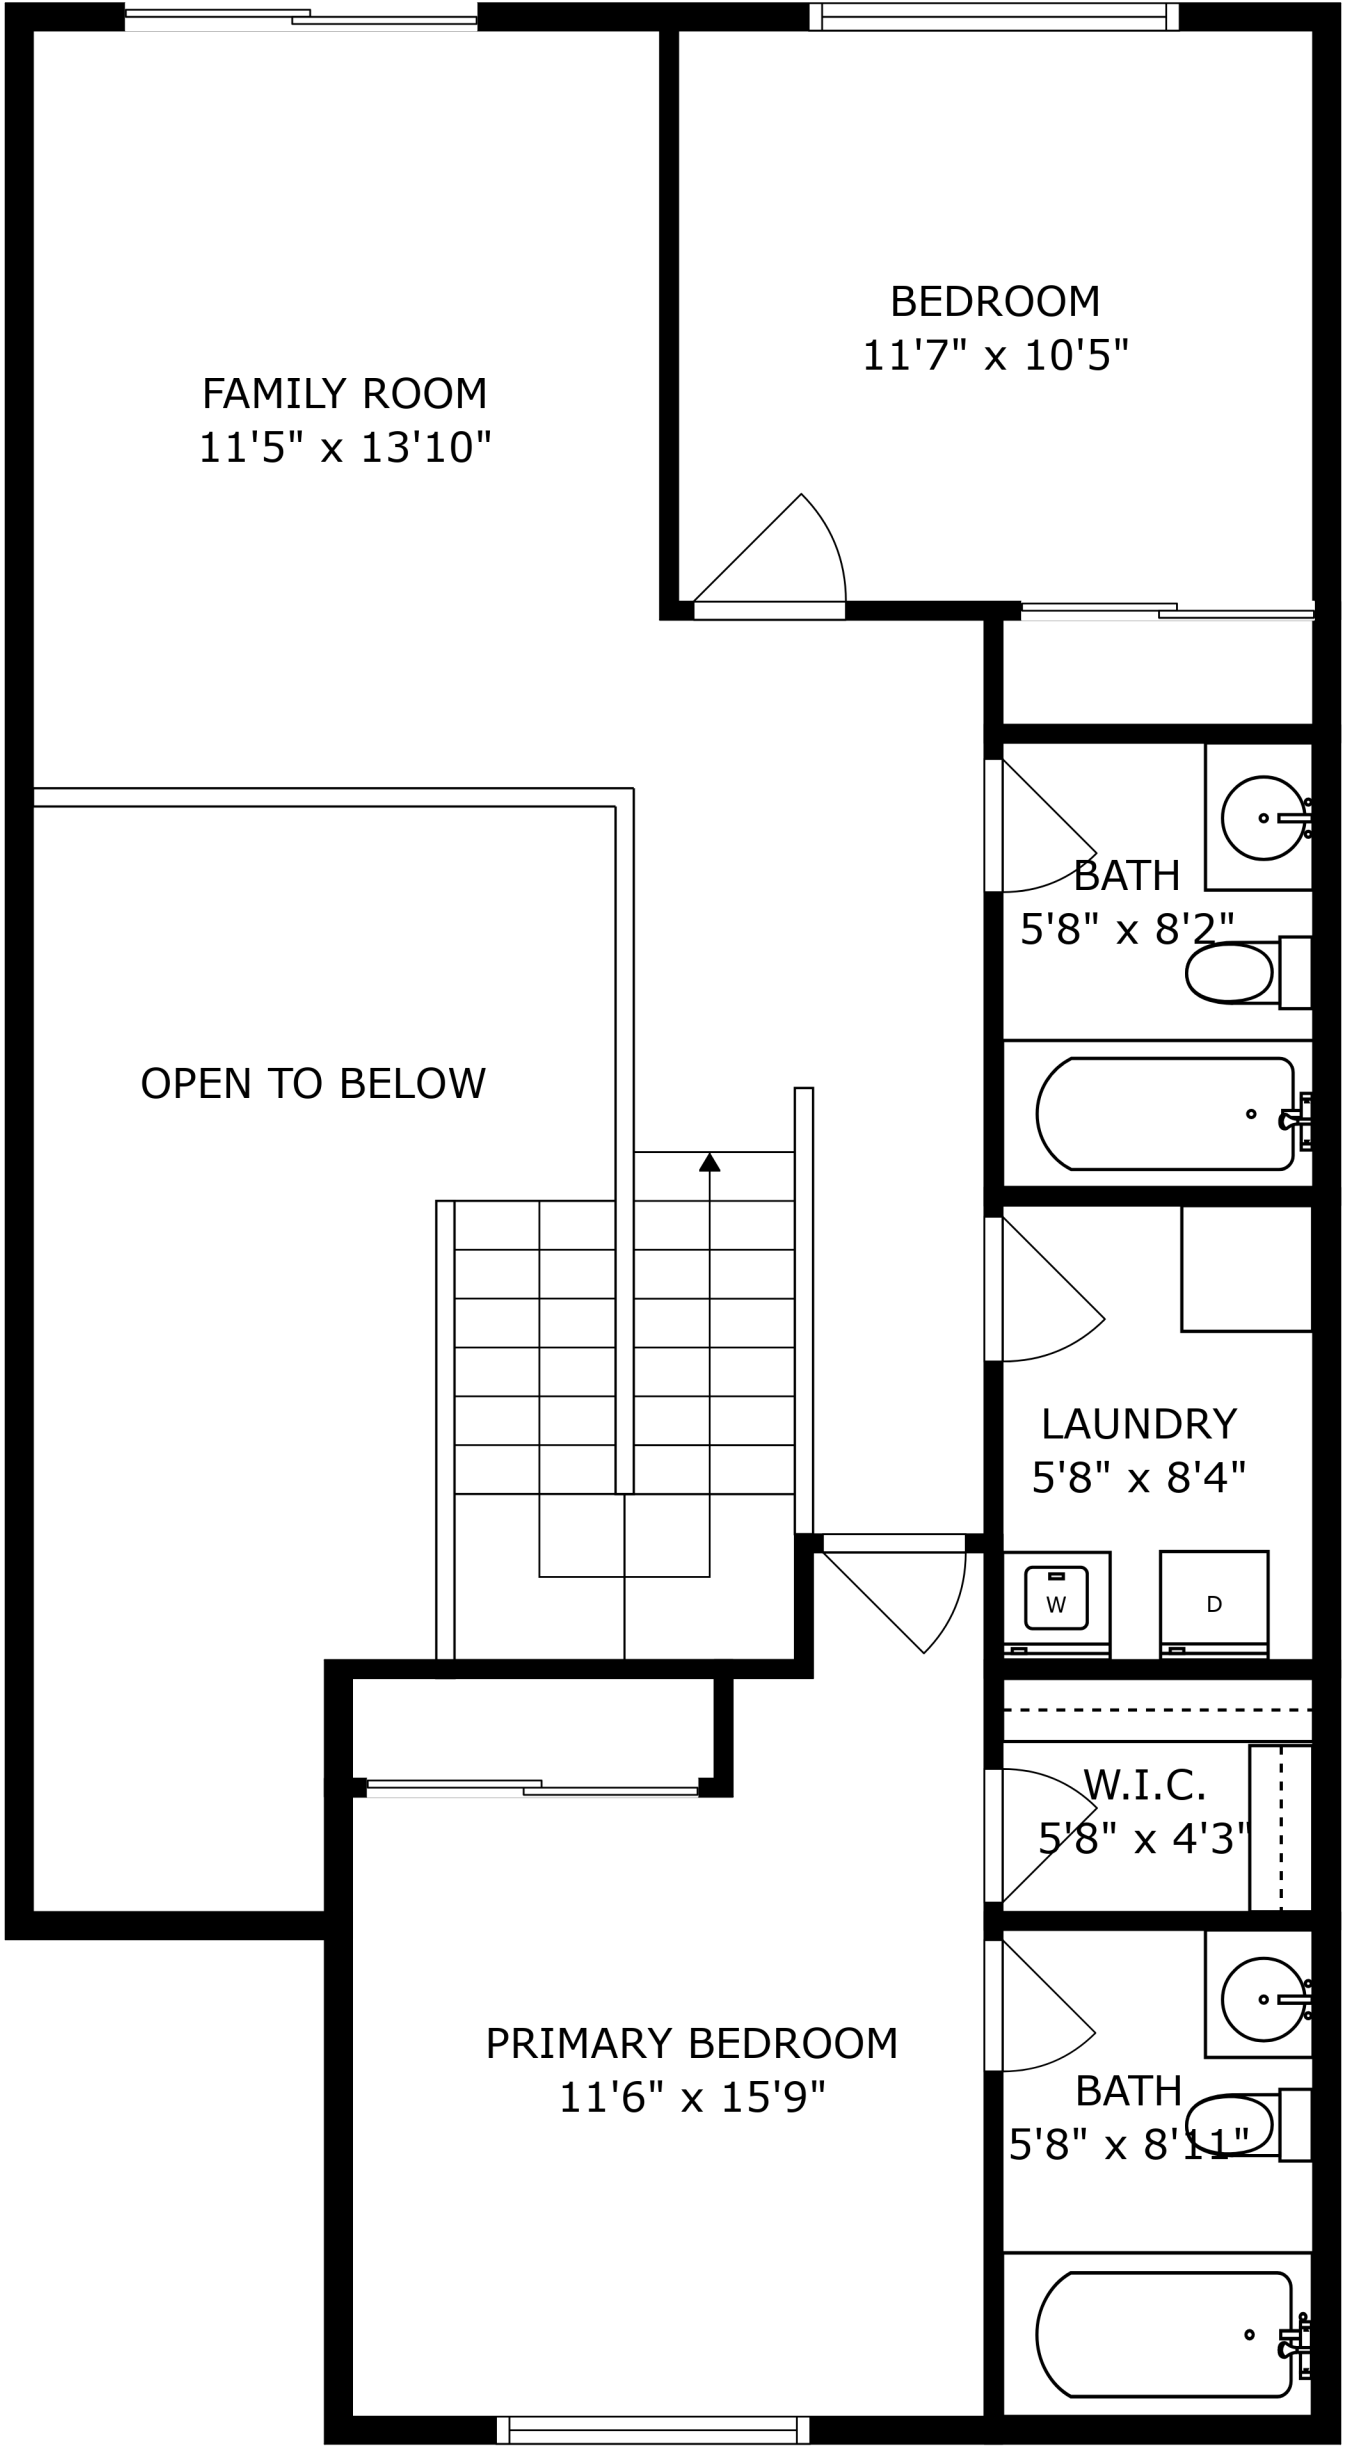 BEDROOM
11'7" x 10'5"
FAMILY ROOM
11'5" x 13'10"
BATH
5'8" x 8'2"
OPEN TO BELOW
LAUNDRY
5'8" x 8'4"
W
D
W.I.C.
5'8" x 4'3"
PRIMARY BEDROOM
11'6" x 15'9"
BATH
5'8" x 8'11"